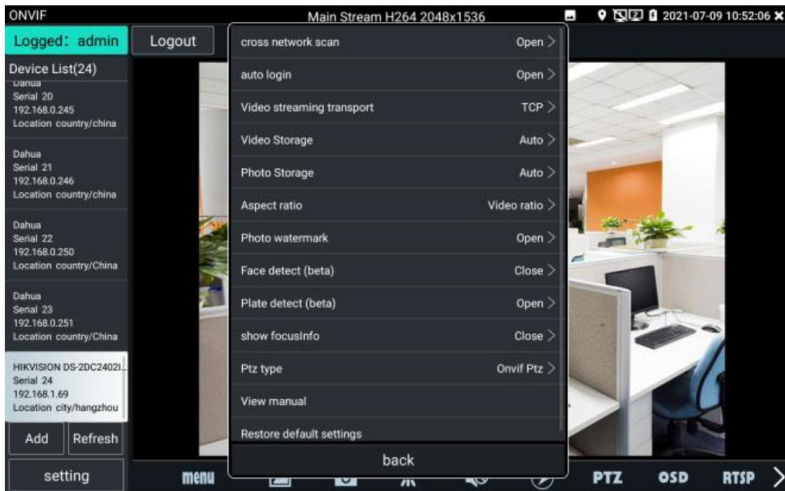 ONVIF
Main Stream H264 2048x1536
2021-07-09 10:52:06
Logged: admin
Logout
Device List(24)
Dahua
Serial 20
192.168.0.245
Location country/china
Dahua
Serial 21
192.168.0.246
Location country/china
Dahua
Serial 22
192.168.0.250
Location country/China
Dahua
Serial 23
192.168.0.251
Location country/China
HIKVISION DS-2DC2402I...
Serial 24
192.168.1.69
Location city/hangzhou
Add
Refresh
setting
cross network scan Open >
auto login Open >
Video streaming transport TCP >
Video Storage Auto >
Photo Storage Auto >
Aspect ratio Video ratio >
Photo watermark Open >
Face detect (beta) Close >
Plate detect (beta) Open >
show focusInfo Close >
Ptz type Onvif Ptz >
View manual
Restore default settings
back
menu
PTZ
OSD
RTSP